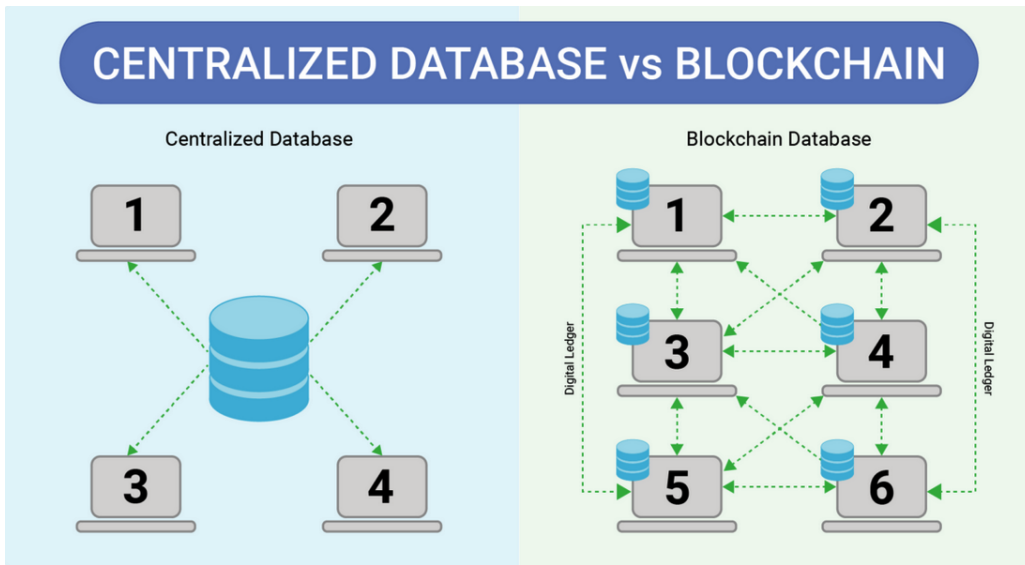 CENTRALIZED DATABASE vs BLOCKCHAIN
Centralized Database
1
2
3
4
Blockchain Database
1
2
3
4
5
6
Digital Ledger
Digital Ledger